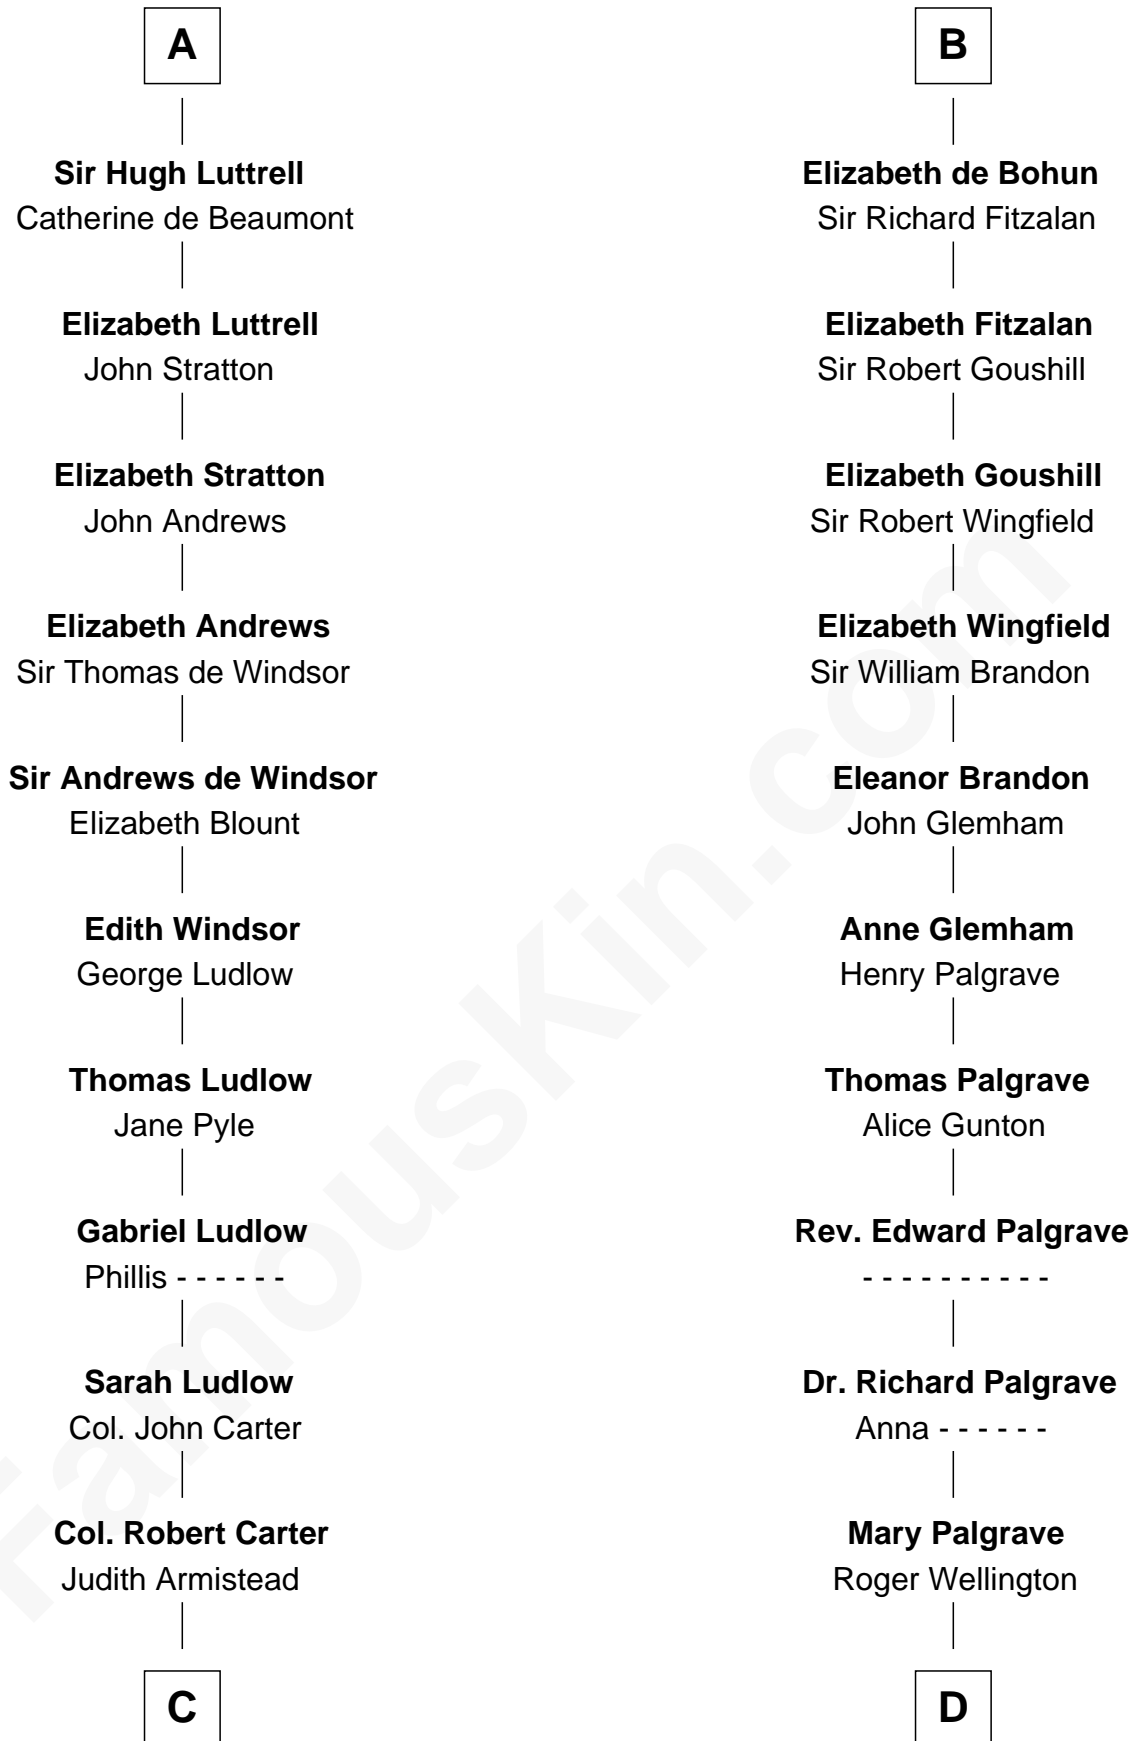 A
Sir Hugh Luttrell
Catherine de Beaumont
Elizabeth Luttrell
John Stratton
Elizabeth Stratton
John Andrews
Elizabeth Andrews
Sir Thomas de Windsor
Sir Andrews de Windsor
Elizabeth Blount
Edith Windsor
George Ludlow
Thomas Ludlow
Jane Pyle
Gabriel Ludlow
Phillis - - - - - -
Sarah Ludlow
Col. John Carter
Col. Robert Carter
Judith Armistead
C
B
Elizabeth de Bohun
Sir Richard Fitzalan
Elizabeth Fitzalan
Sir Robert Goushill
Elizabeth Goushill
Sir Robert Wingfield
Elizabeth Wingfield
Sir William Brandon
Eleanor Brandon
John Glemham
Anne Glemham
Henry Palgrave
Thomas Palgrave
Alice Gunton
Rev. Edward Palgrave
- - - - - - - - - -
Dr. Richard Palgrave
Anna - - - - - -
Mary Palgrave
Roger Wellington
D
FamousKin.com